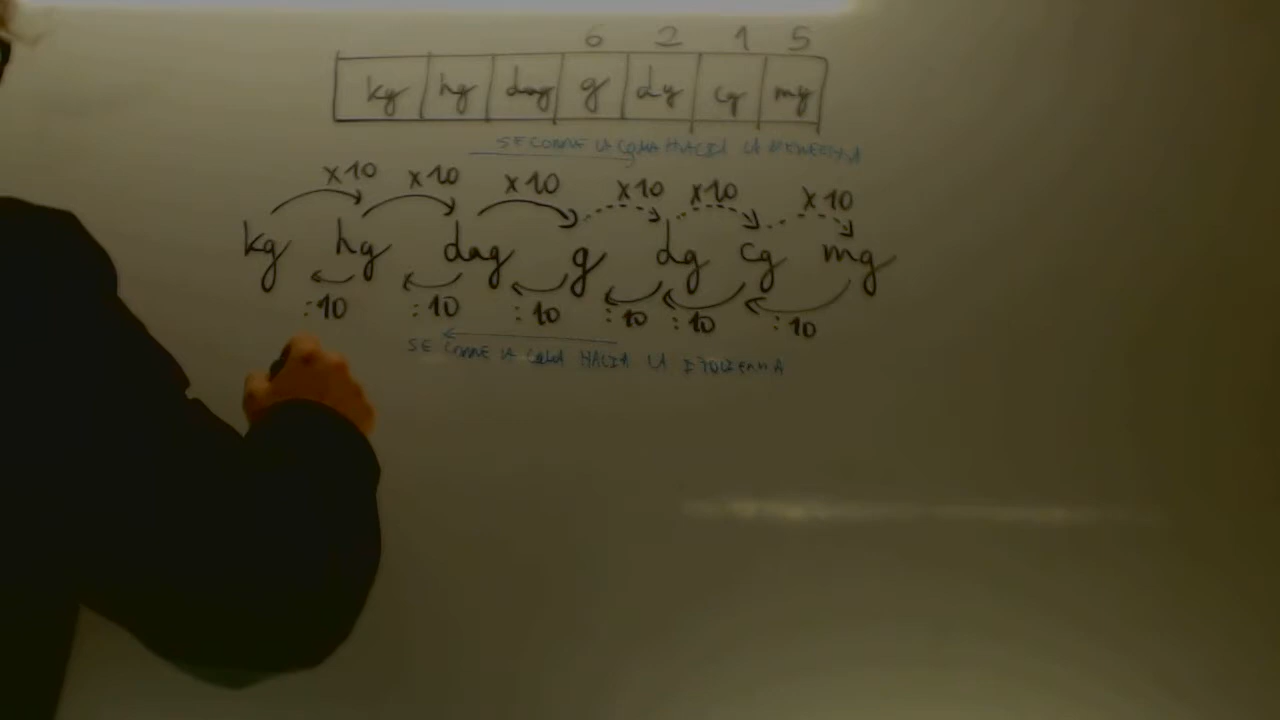 6 2 1 5
kg hg dag g dg cg mg
SE CORRE LA COMA HACIA LA DERECHA
x10 x10 x10 x10 x10 x10
kg hg dag g dg cg mg
:10 :10 :10 :10 :10 :10
SE CORRE LA COMA HACIA LA IZQUIERDA